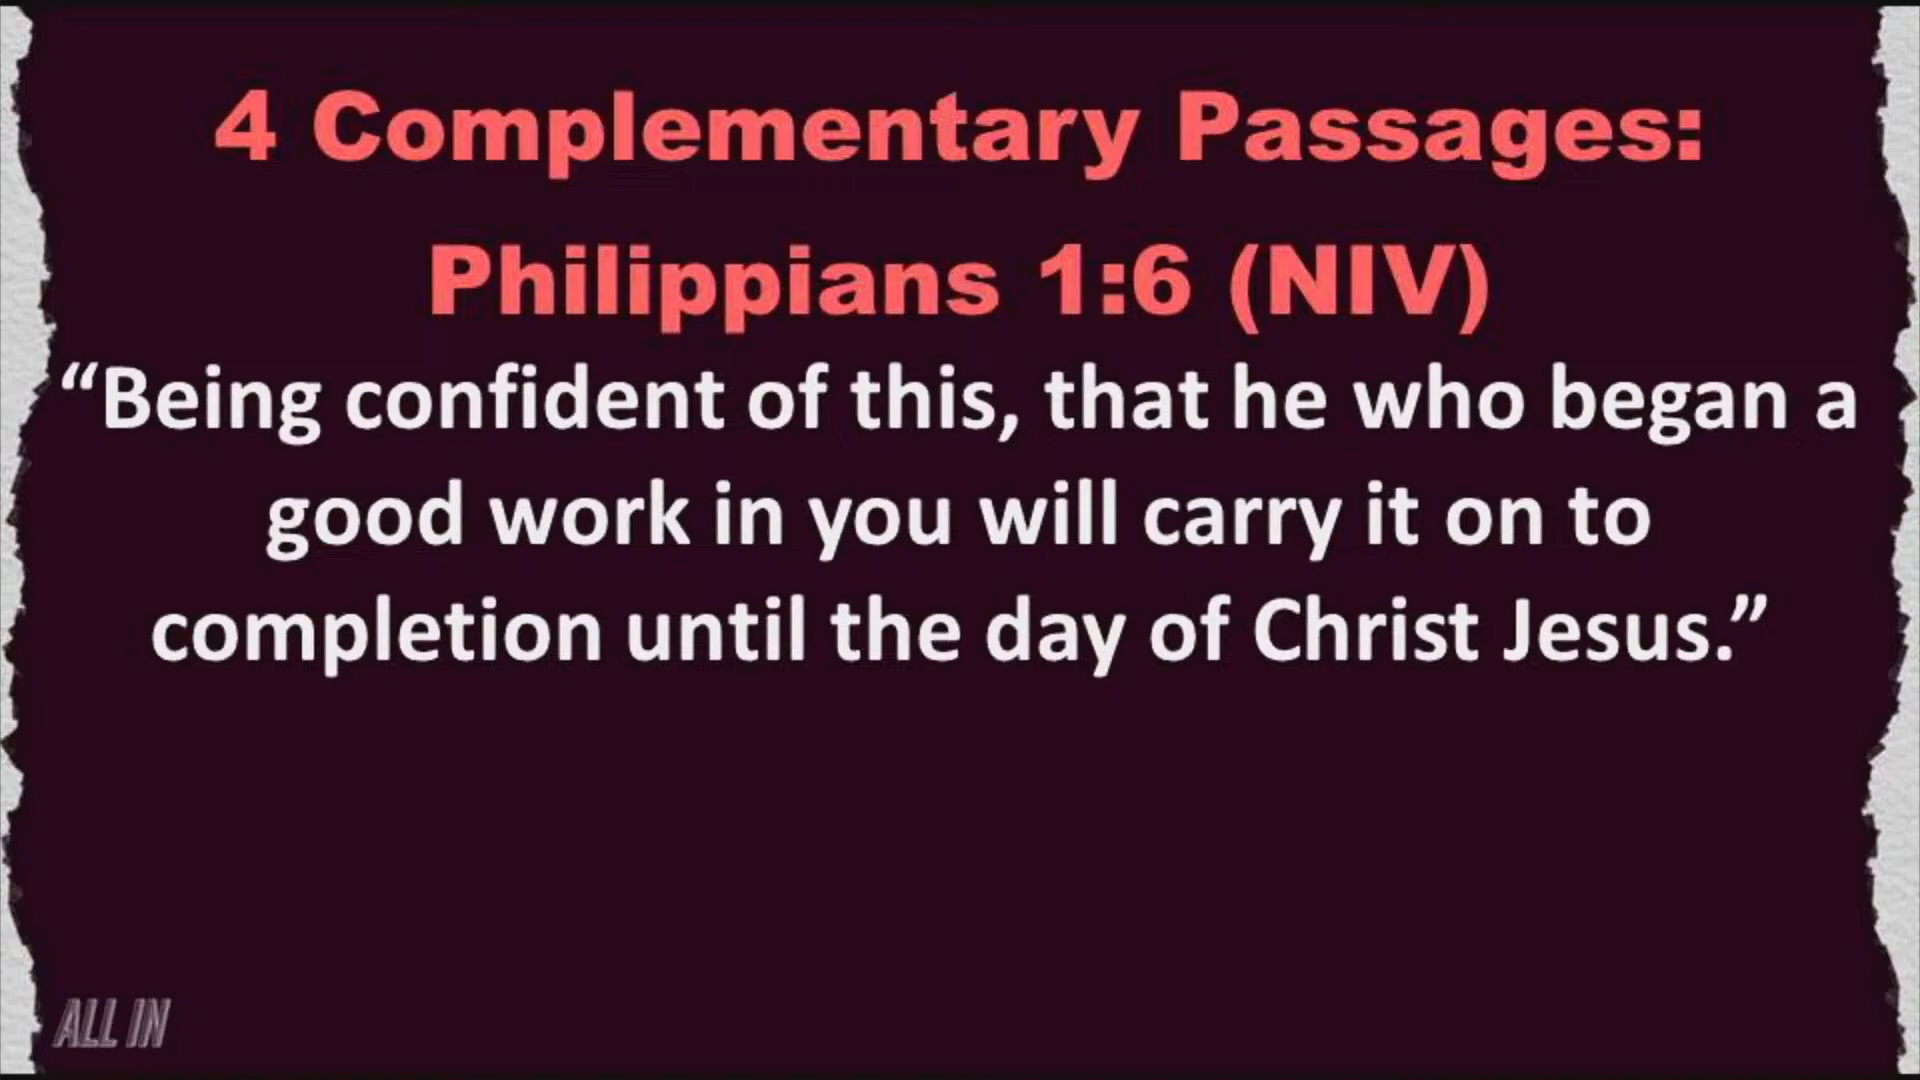 4 Complementary Passages:
Philippians 1:6 (NIV)
“Being confident of this, that he who began a
good work in you will carry it on to
completion until the day of Christ Jesus.”
ALL IN